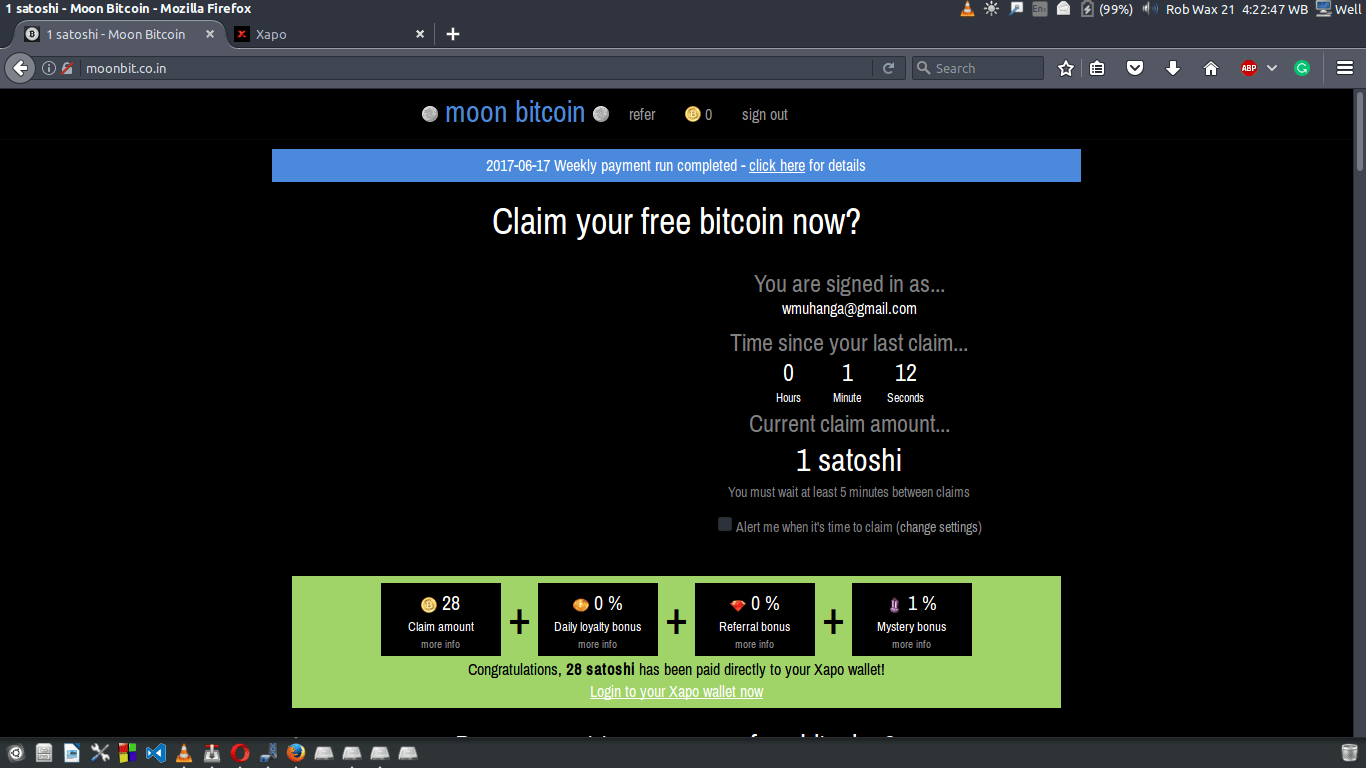 1 satoshi - Moon Bitcoin - Mozilla Firefox
(99%) Rob Wax 21 4:22:47 WB Well
1 satoshi - Moon Bitcoin
Xapo
moonbit.co.in
Search
ABP
moon bitcoin refer 0 sign out
2017-06-17 Weekly payment run completed - click here for details
Claim your free bitcoin now?
You are signed in as...
wmuhanga@gmail.com
Time since your last claim...
0 1 12
Hours Minute Seconds
Current claim amount...
1 satoshi
You must wait at least 5 minutes between claims
Alert me when it's time to claim (change settings)
28 + 0 % + 0 % + 1 %
Claim amount Daily loyalty bonus Referral bonus Mystery bonus
more info more info more info more info
Congratulations, 28 satoshi has been paid directly to your Xapo wallet!
Login to your Xapo wallet now